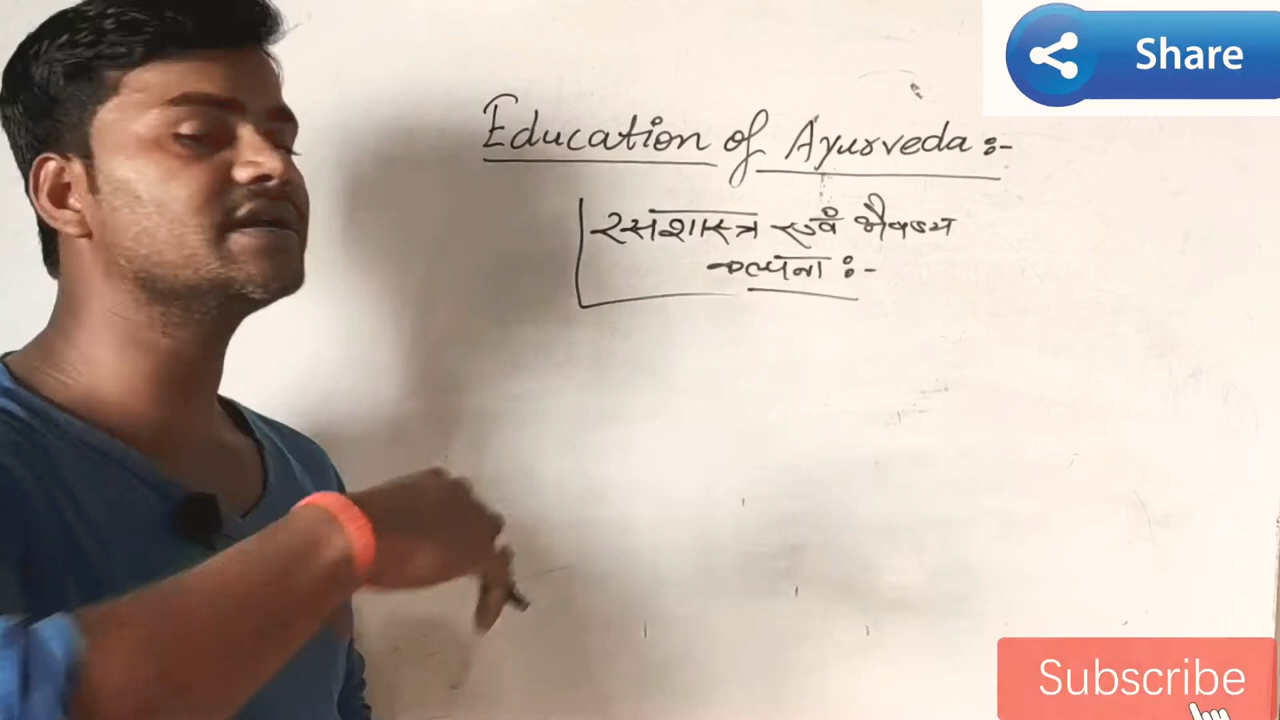 Share
Education of Ayurveda :-
रसशास्त्र एवं भैषज्य
कल्पना :-
Subscribe